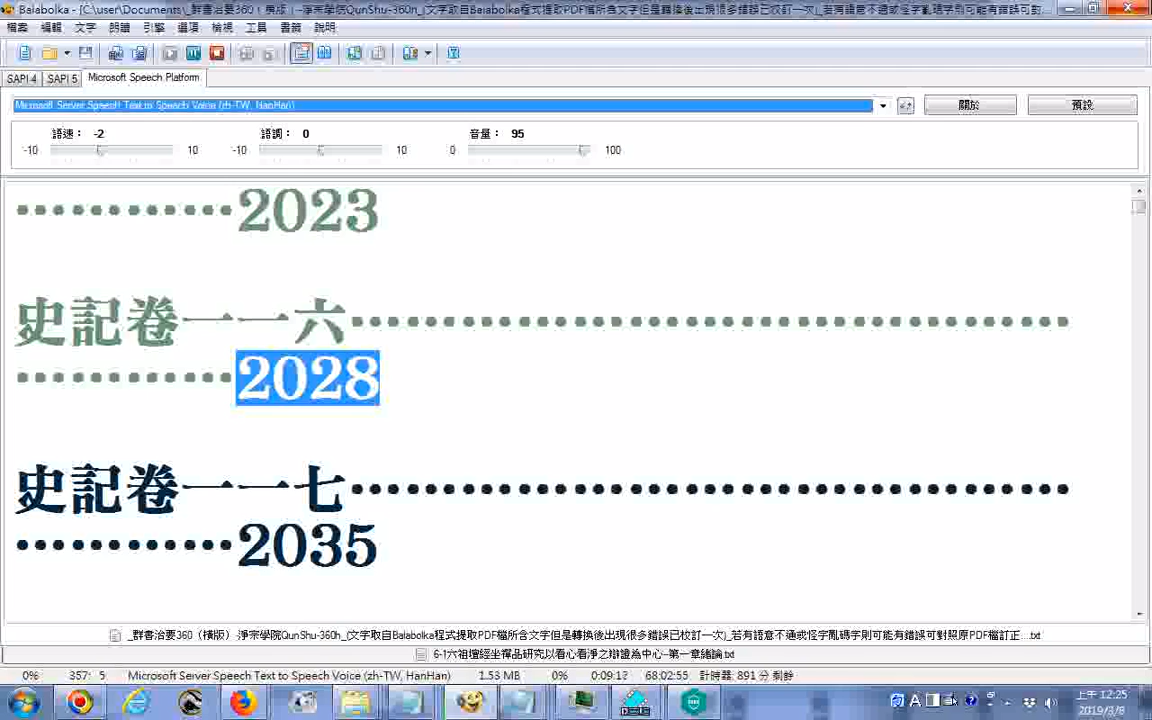 Balabolka - [C:\user\Documents\_群書治要360（橫版）-淨宗學院QunShu-360h_(文字取自Balabolka程式提取PDF檔所含文字但是轉換後出現很多錯誤已校訂一次)_若有語意不通或怪字亂碼字則可能有錯誤可對
檔案 編輯 文字 朗讀 引擎 選項 檢視 工具 書籤 說明
SAPI 4 SAPI 5 Microsoft Speech Platform
Microsoft Server Speech Text to Speech Voice (zh-TW, HanHan)
關於 預設
語速： -2 語調： 0 音量： 95
-10 10 -10 10 0 100
••••••••••••2023
史記卷一一六••••••••••••••••••••••••••••••••••••••••
••••••••••••2028
史記卷一一七••••••••••••••••••••••••••••••••••••••••
••••••••••••2035
_群書治要360（橫版）-淨宗學院QunShu-360h_(文字取自Balabolka程式提取PDF檔所含文字但是轉換後出現很多錯誤已校訂一次)_若有語意不通或怪字亂碼字則可能有錯誤可對照原PDF檔訂正....txt
6-1六祖壇經坐禪品研究以看心看淨之辯證為中心--第一章緒論.txt
0% 357: 5 Microsoft Server Speech Text to Speech Voice (zh-TW, HanHan) 1.53 MB 0% 0:09:13 68:02:55 計時器: 891 分 剩餘
上午 12:25
2019/3/8